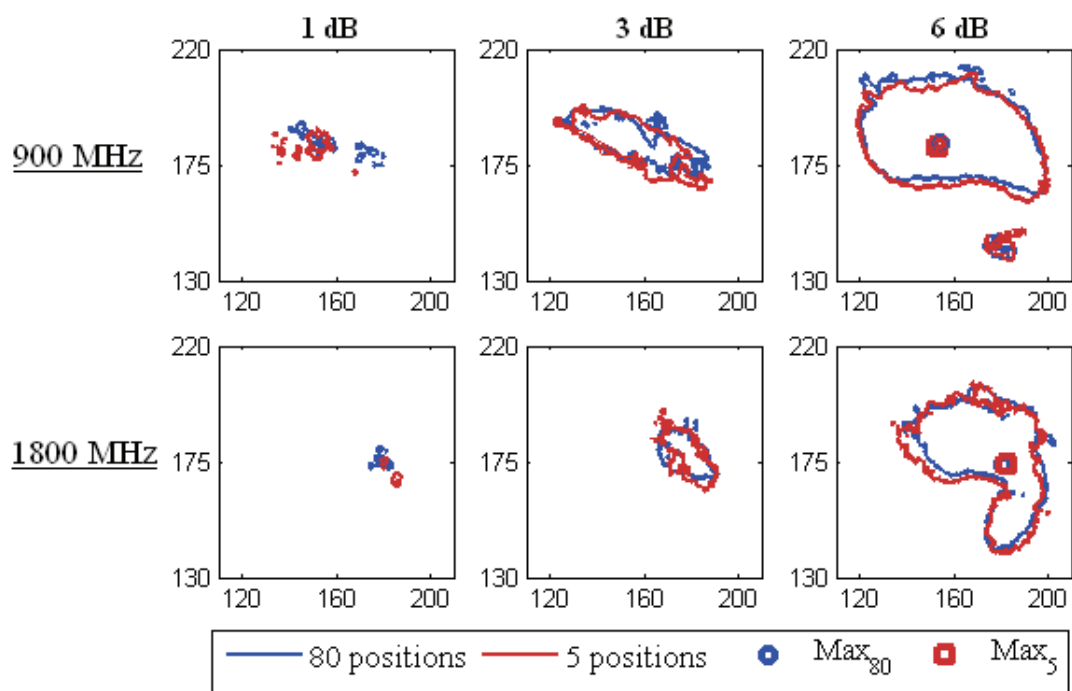 1 dB 3 dB 6 dB
900 MHz
220 220 220
175 175 175
130 130 130
120 160 200 120 160 200 120 160 200
1800 MHz
220 220 220
175 175 175
130 130 130
120 160 200 120 160 200 120 160 200
80 positions 5 positions Max80 Max5